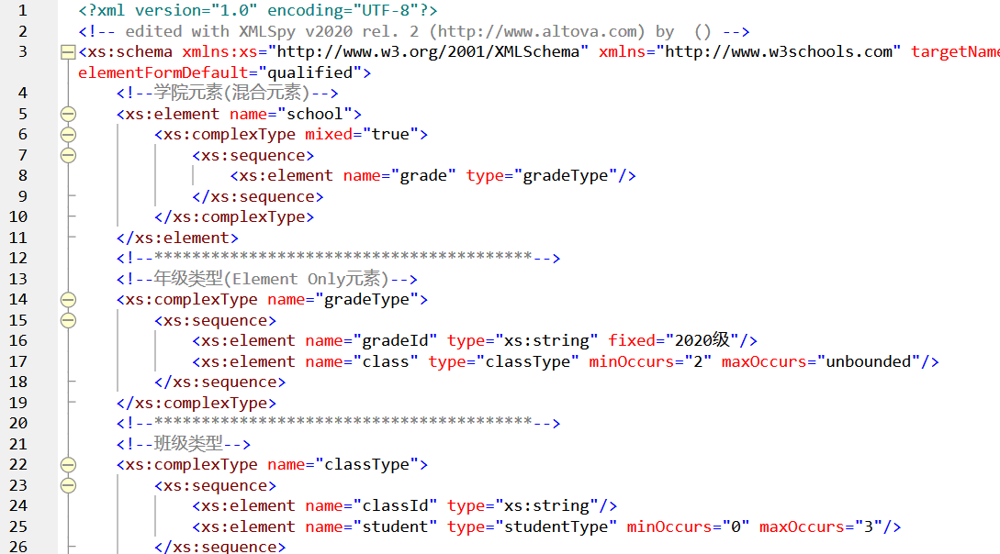 1 <?xml version="1.0" encoding="UTF-8"?>
2 <!-- edited with XMLSpy v2020 rel. 2 (http://www.altova.com) by  () -->
3 <xs:schema xmlns:xs="http://www.w3.org/2001/XMLSchema" xmlns="http://www.w3schools.com" targetName
elementFormDefault="qualified">
4 <!--学院元素(混合元素)-->
5 <xs:element name="school">
6 <xs:complexType mixed="true">
7 <xs:sequence>
8 <xs:element name="grade" type="gradeType"/>
9 </xs:sequence>
10 </xs:complexType>
11 </xs:element>
12 <!--****************************************-->
13 <!--年级类型(Element Only元素)-->
14 <xs:complexType name="gradeType">
15 <xs:sequence>
16 <xs:element name="gradeId" type="xs:string" fixed="2020级"/>
17 <xs:element name="class" type="classType" minOccurs="2" maxOccurs="unbounded"/>
18 </xs:sequence>
19 </xs:complexType>
20 <!--****************************************-->
21 <!--班级类型-->
22 <xs:complexType name="classType">
23 <xs:sequence>
24 <xs:element name="classId" type="xs:string"/>
25 <xs:element name="student" type="studentType" minOccurs="0" maxOccurs="3"/>
26 </xs:sequence>